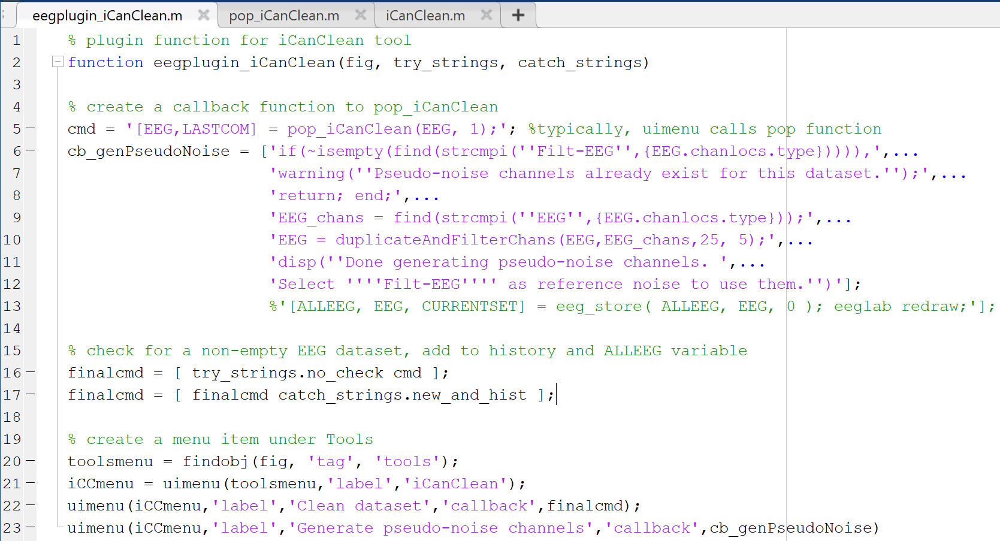 eegplugin_iCanClean.m × pop_iCanClean.m × iCanClean.m × +
1 % plugin function for iCanClean tool
2 function eegplugin_iCanClean(fig, try_strings, catch_strings)
3
4 % create a callback function to pop_iCanClean
5 cmd = '[EEG,LASTCOM] = pop_iCanClean(EEG, 1);'; %typically, uimenu calls pop function
6 cb_genPseudoNoise = ['if(~isempty(find(strcmpi(''Filt-EEG'',{EEG.chanlocs.type})))),',...
7 'warning(''Pseudo-noise channels already exist for this dataset.'');',...
8 'return; end;',...
9 'EEG_chans = find(strcmpi(''EEG'',{EEG.chanlocs.type}));',...
10 'EEG = duplicateAndFilterChans(EEG,EEG_chans,25, 5);',...
11 'disp(''Done generating pseudo-noise channels. ',...
12 'Select ''''Filt-EEG'''' as reference noise to use them.'')'];
13 %'[ALLEEG, EEG, CURRENTSET] = eeg_store( ALLEEG, EEG, 0 ); eeglab redraw;'];
14
15 % check for a non-empty EEG dataset, add to history and ALLEEG variable
16 finalcmd = [ try_strings.no_check cmd ];
17 finalcmd = [ finalcmd catch_strings.new_and_hist ];
18
19 % create a menu item under Tools
20 toolsmenu = findobj(fig, 'tag', 'tools');
21 iCCmenu = uimenu(toolsmenu,'label','iCanClean');
22 uimenu(iCCmenu,'label','Clean dataset','callback',finalcmd);
23 uimenu(iCCmenu,'label','Generate pseudo-noise channels','callback',cb_genPseudoNoise)